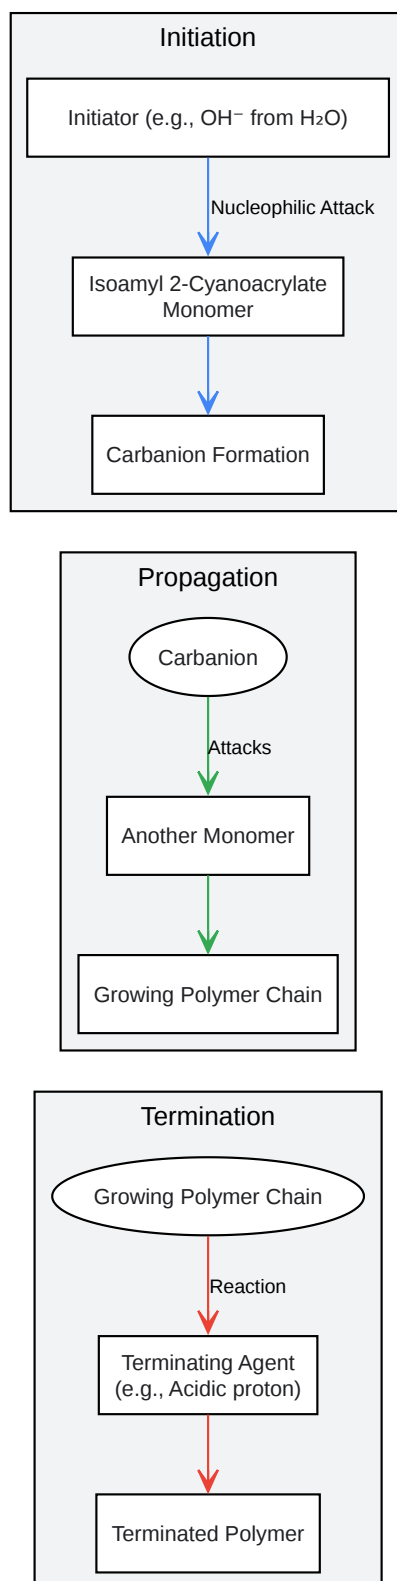 Initiation
Initiator (e.g., OH⁻ from H₂O)
Nucleophilic Attack
Isoamyl 2-Cyanoacrylate
Monomer
Carbanion Formation
Propagation
Carbanion
Attacks
Another Monomer
Growing Polymer Chain
Termination
Growing Polymer Chain
Reaction
Terminating Agent
(e.g., Acidic proton)
Terminated Polymer